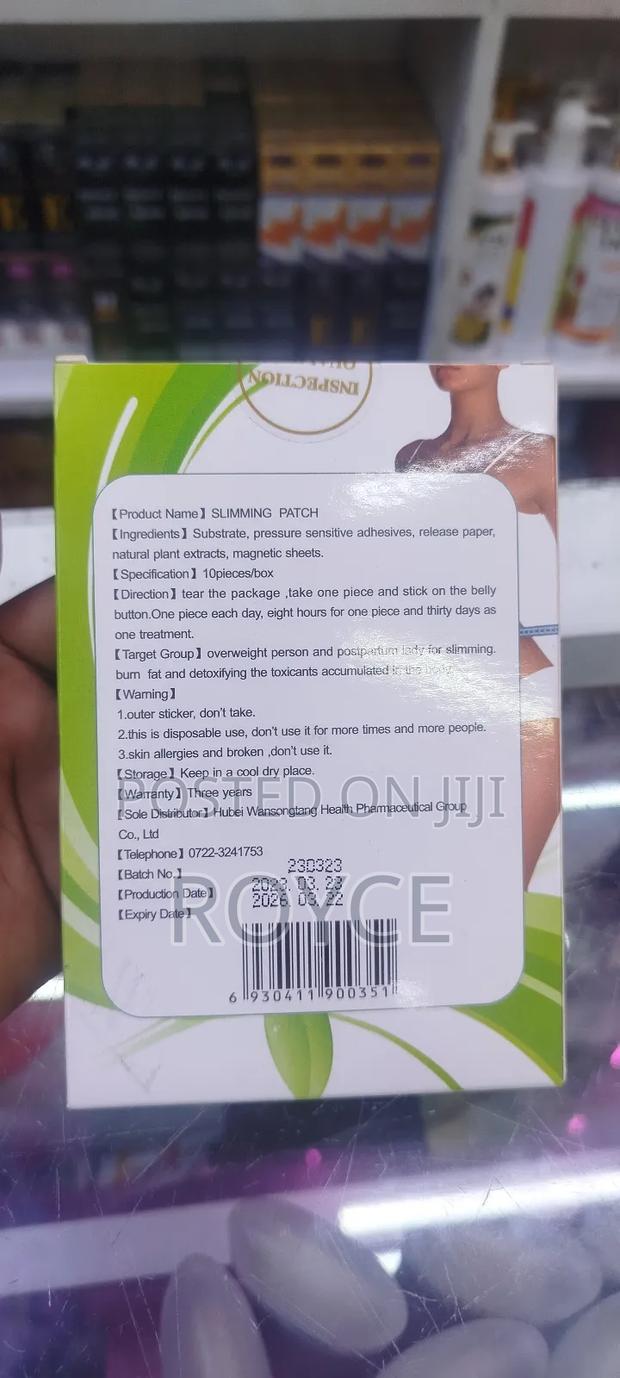 INSPECTION
【Product Name】 SLIMMING PATCH
【Ingredients】 Substrate, pressure sensitive adhesives, release paper,
natural plant extracts, magnetic sheets.
【Specification】 10pieces/box
【Direction】 tear the package ,take one piece and stick on the belly
button.One piece each day, eight hours for one piece and thirty days as
one treatment.
【Target Group】 overweight person and postpartum lady for slimming.
burn fat and detoxifying the toxicants accumulated in the body.
【Warning】
1.outer sticker, don't take.
2.this is disposable use, don't use it for more times and more people.
3.skin allergies and broken ,don't use it.
【Storage】 Keep in a cool dry place.
【Warranty】 Three years
【Sole Distributor】 Hubei Wansongtang Health Pharmaceutical Group
Co., Ltd
【Telephone】 0722-3241753
【Batch No.】 230323
【Production Date】 2023. 03. 23
【Expiry Date】 2026. 03. 22
6 930411 900351
POSTED ON JIJI
ROYCE